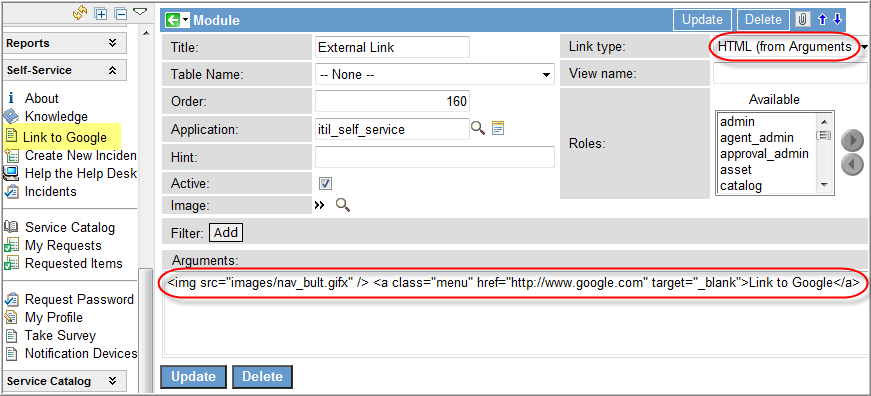 Reports
Self-Service
About
Knowledge
Link to Google
Create New Inciden
Help the Help Desk
Incidents
Service Catalog
My Requests
Requested Items
Request Password
My Profile
Take Survey
Notification Devices
Service Catalog
Module
Update
Delete
Title:
External Link
Link type:
HTML (from Arguments
Table Name:
-- None --
View name:
Order:
160
Application:
itil_self_service
Hint:
Active:
Image:
Roles:
Available
admin
agent_admin
approval_admin
asset
catalog
Filter:
Add
Arguments:
<img src="images/nav_bult.gifx" /> <a class="menu" href="http://www.google.com" target="_blank">Link to Google</a>
Update
Delete